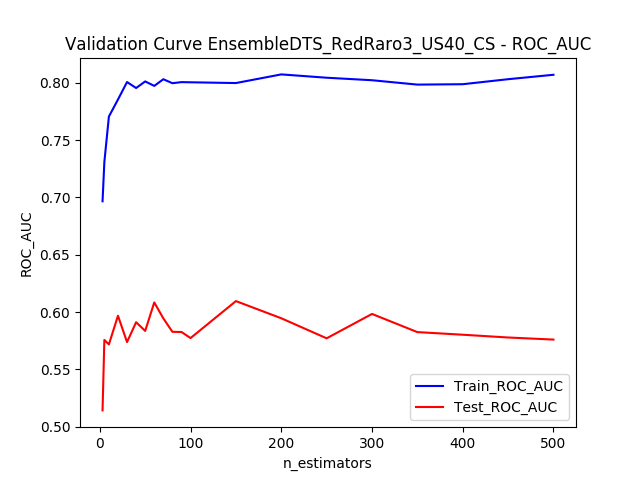 Validation Curve EnsembleDTS_RedRaro3_US40_CS - ROC_AUC
ROC_AUC
0.80
0.75
0.70
0.65
0.60
0.55
0.50
Train_ROC_AUC
Test_ROC_AUC
0
100
200
300
400
500
n_estimators